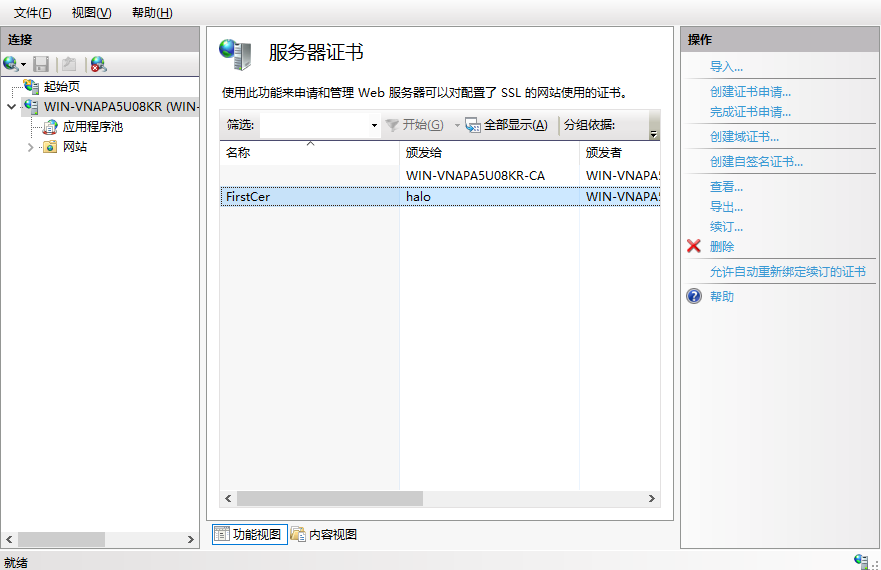 文件(F) 视图(V) 帮助(H)
连接
起始页
WIN-VNAPA5U08KR (WIN-
应用程序池
网站
服务器证书
使用此功能来申请和管理 Web 服务器可以对配置了 SSL 的网站使用的证书。
筛选: 开始(G) 全部显示(A) 分组依据:
名称 颁发给 颁发者
WIN-VNAPA5U08KR-CA WIN-VNAPA5
FirstCer halo WIN-VNAPA5
功能视图 内容视图
操作
导入...
创建证书申请...
完成证书申请...
创建域证书...
创建自签名证书...
查看...
导出...
续订...
删除
允许自动重新绑定续订的证书
帮助
就绪